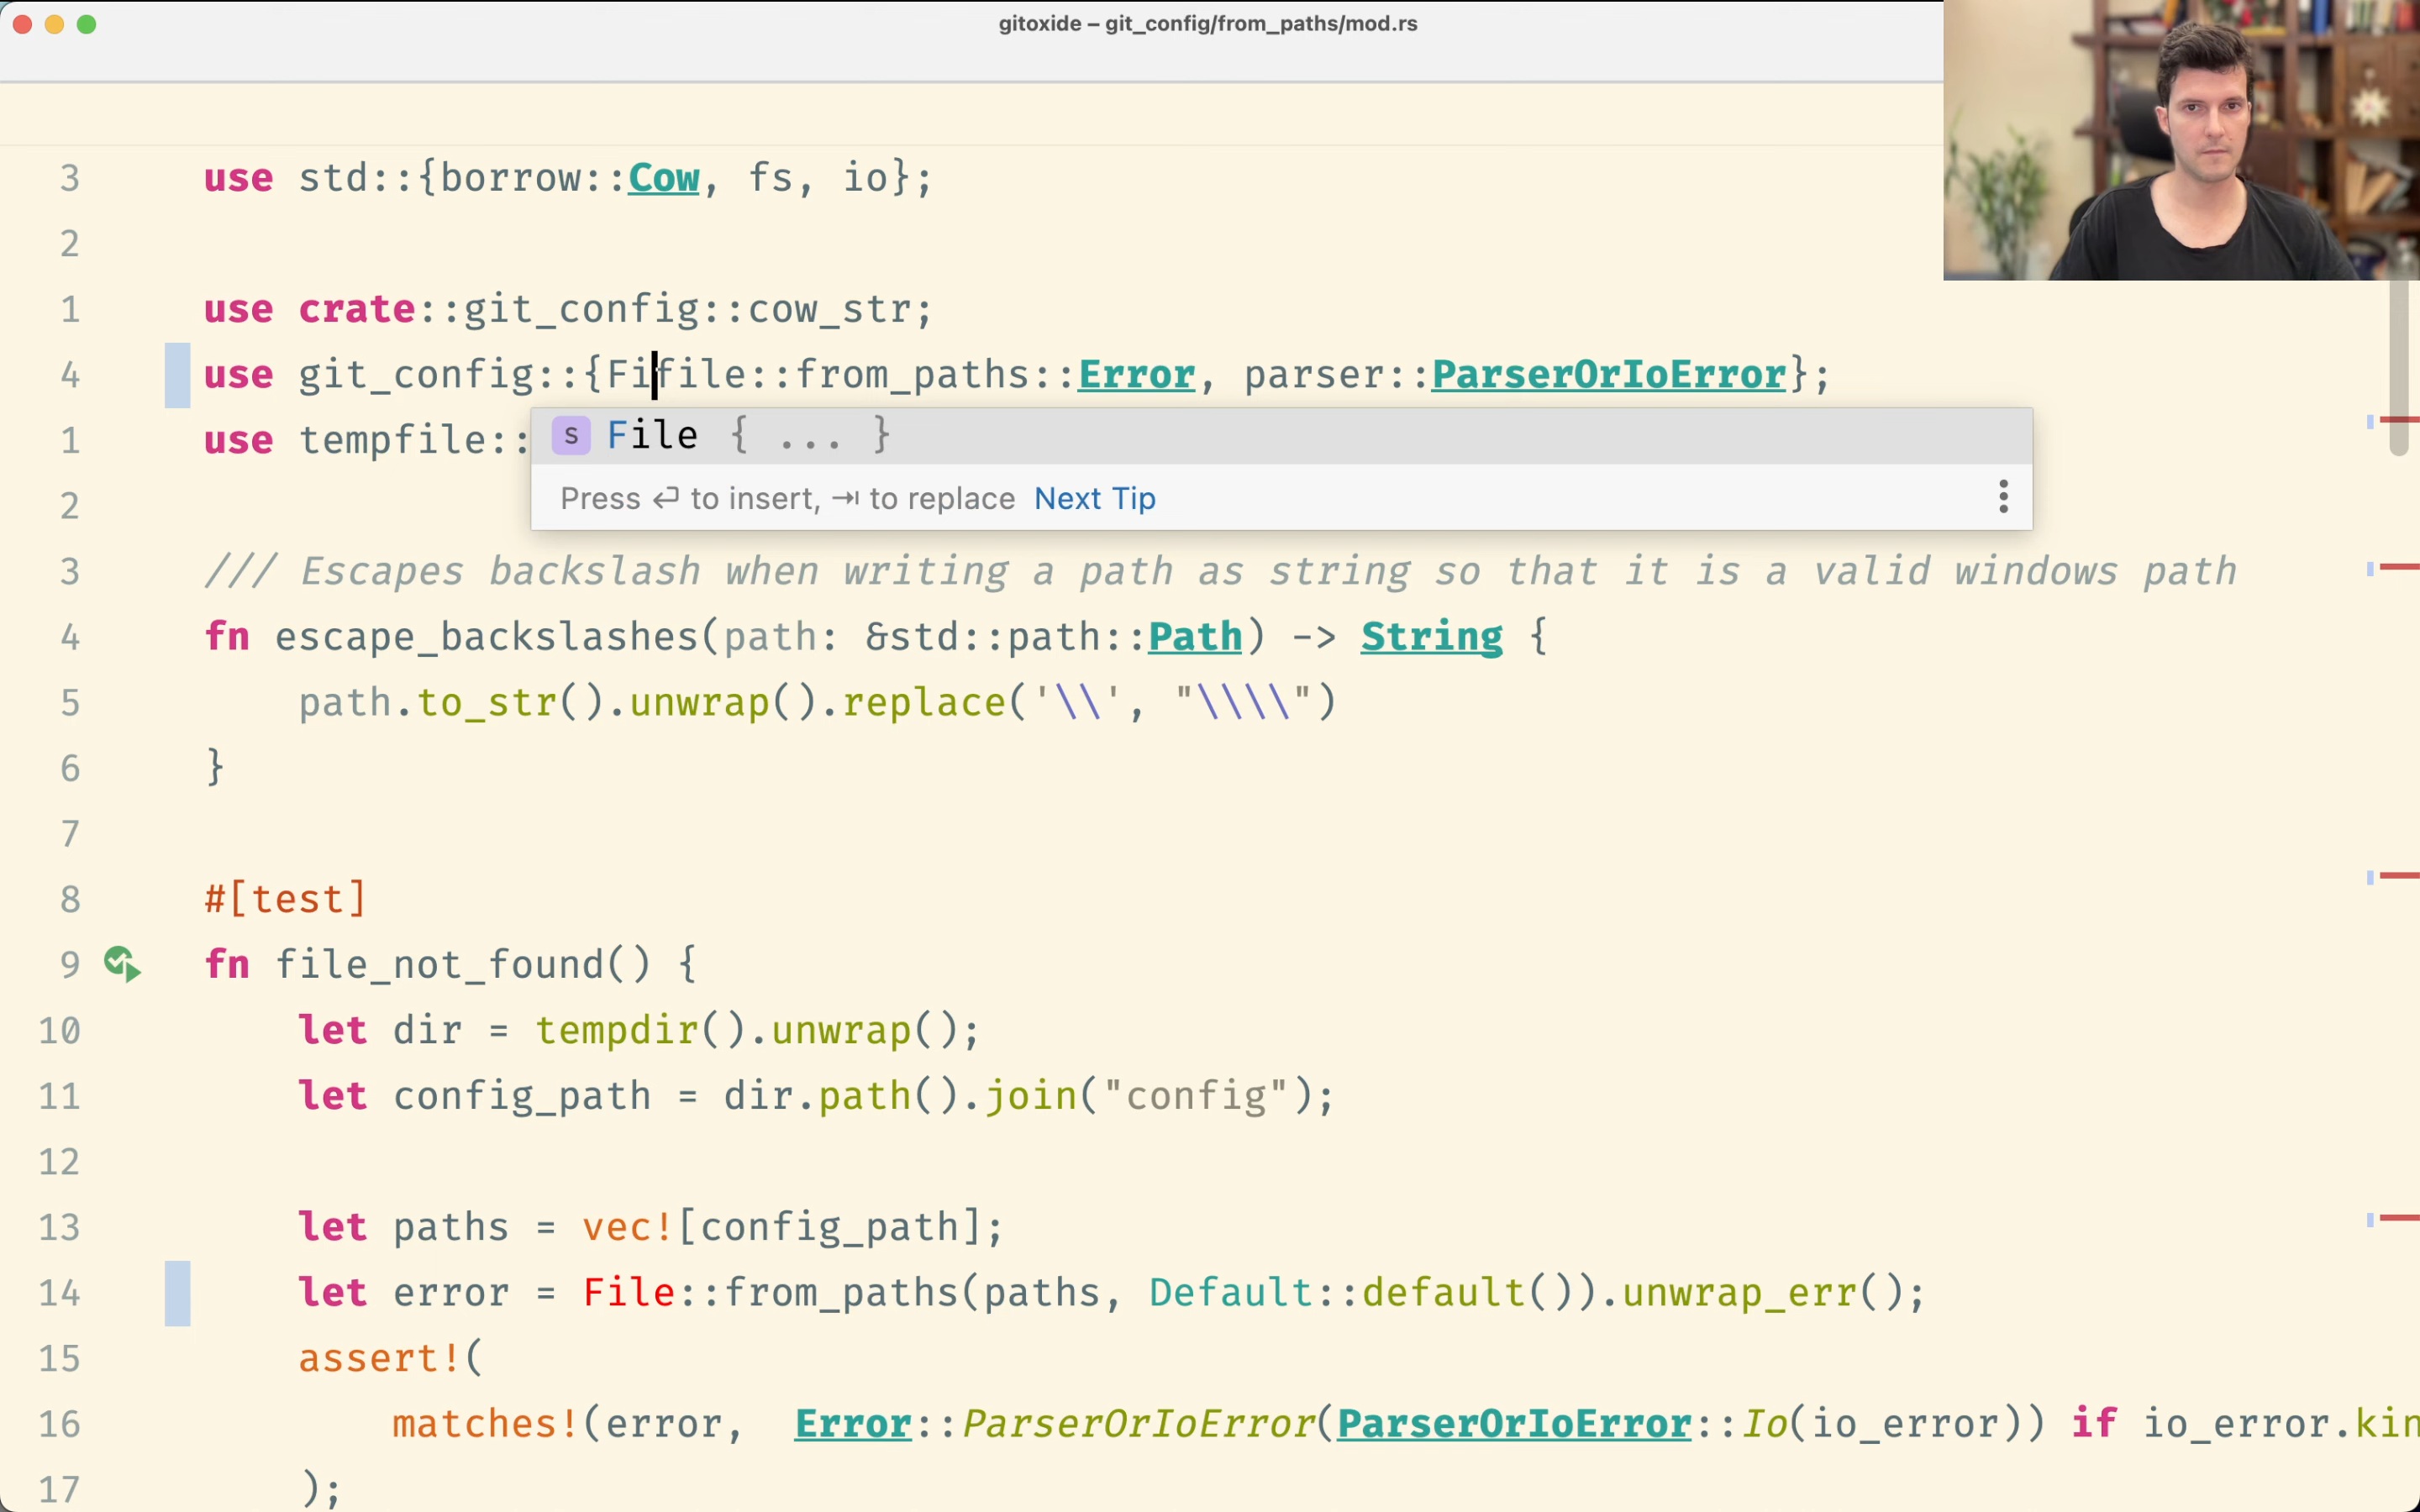 gitoxide – git_config/from_paths/mod.rs
3 use std::{borrow::Cow, fs, io};
2
1 use crate::git_config::cow_str;
4 use git_config::{Fifile::from_paths::Error, parser::ParserOrIoError};
1 use tempfile::
s File { ... }
Press ⏎ to insert, ⇥ to replace Next Tip
2
3 /// Escapes backslash when writing a path as string so that it is a valid windows path
4 fn escape_backslashes(path: &std::path::Path) -> String {
5 path.to_str().unwrap().replace('\\', "\\\\")
6 }
7
8 #[test]
9 fn file_not_found() {
10 let dir = tempdir().unwrap();
11 let config_path = dir.path().join("config");
12
13 let paths = vec![config_path];
14 let error = File::from_paths(paths, Default::default()).unwrap_err();
15 assert!(
16 matches!(error,  Error::ParserOrIoError(ParserOrIoError::Io(io_error)) if io_error.kin
17 );